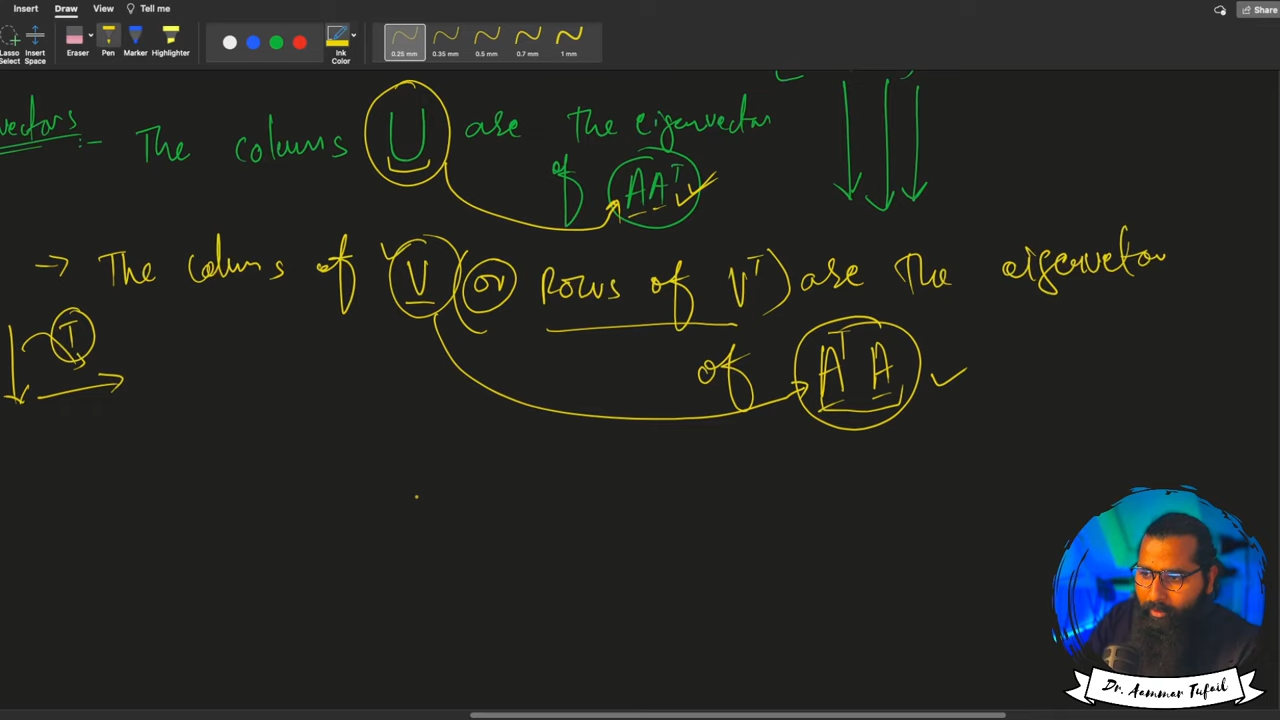 Insert Draw View Tell me
Share
Lasso Select
Insert Space
Eraser
Pen
Marker
Highlighter
Ink Color
0.25 mm 0.35 mm 0.5 mm 0.7 mm 1 mm
vectors :- The colums U are the eigenvector
of AAᵀ
→ The colums of V (or rows of Vᵀ) are the eigenvector
T
of Aᵀ A
Dr. Aammar Tufail